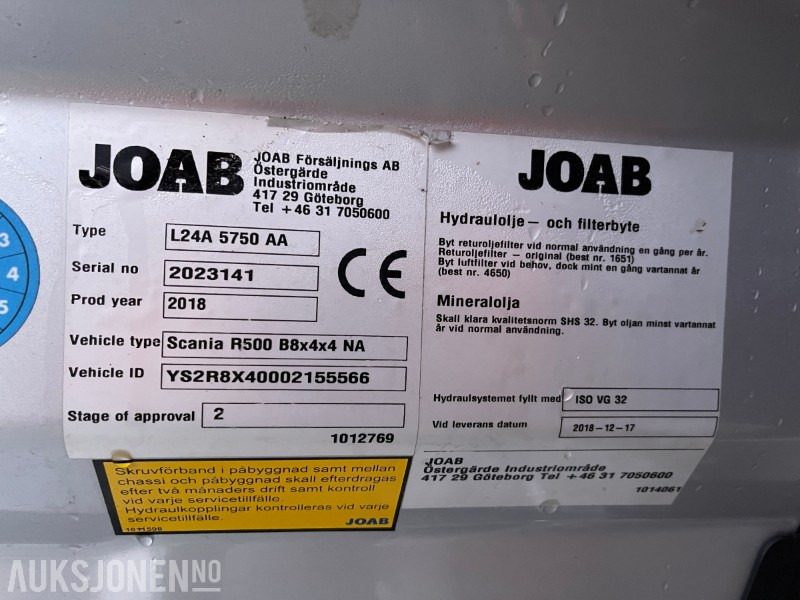 3
4
5
JOAB
JOAB Försäljnings AB
Östergärde
Industriområde
417 29 Göteborg
Tel +46 31 7050600
Type L24A 5750 AA
Serial no 2023141
Prod year 2018
CE
Vehicle type Scania R500 B8x4x4 NA
Vehicle ID YS2R8X40002155566
Stage of approval 2
1012769
JOAB
Hydraulolje – och filterbyte
Byt returoljefilter vid normal användning en gång per år.
Returoljefilter – original (best nr. 1651)
Byt luftfilter vid behov, dock mint en gång vartannat år
(best nr. 4650)
Mineralolja
Skall klara kvalitetsnorm SHS 32. Byt oljan minst vartannat
år vid normal användning.
Hydraulsystemet fyllt med ISO VG 32
Vid leverans datum 2018-12-17
JOAB
Östergärde Industriområde
417 29 Göteborg Tel +46 31 7050600
1014061
Skruvförband i påbyggnad samt mellan
chassi och påbyggnad skall efterdragas
efter två månaders drift samt kontroll
vid varje servicetillfälle.
Hydraulkopplingar kontrolleras vid varje
servicetillfälle.
JOAB
AUKSJONEN.NO